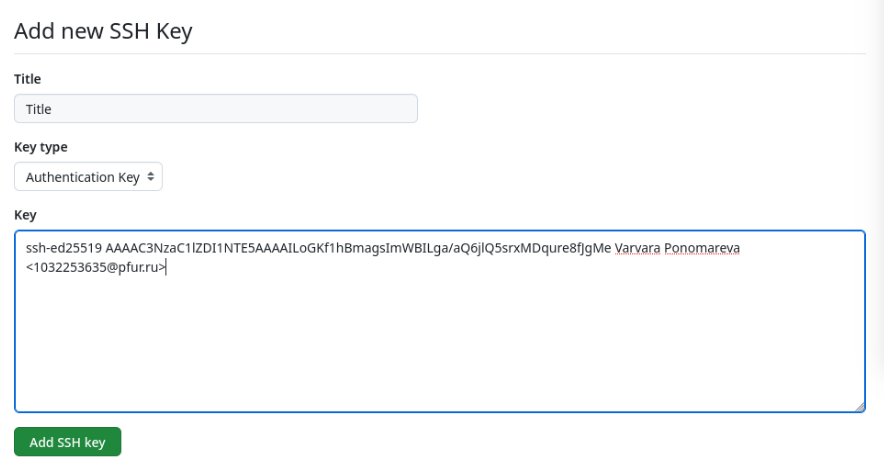 Add new SSH Key
Title
Title
Key type
Authentication Key
Key
ssh-ed25519 AAAAC3NzaC1lZDI1NTE5AAAAILoGKf1hBmaqsImWBILga/aQ6jlQ5srxMDqure8fJgMe Varvara Ponomareva
<1032253635@pfur.ru>
Add SSH key